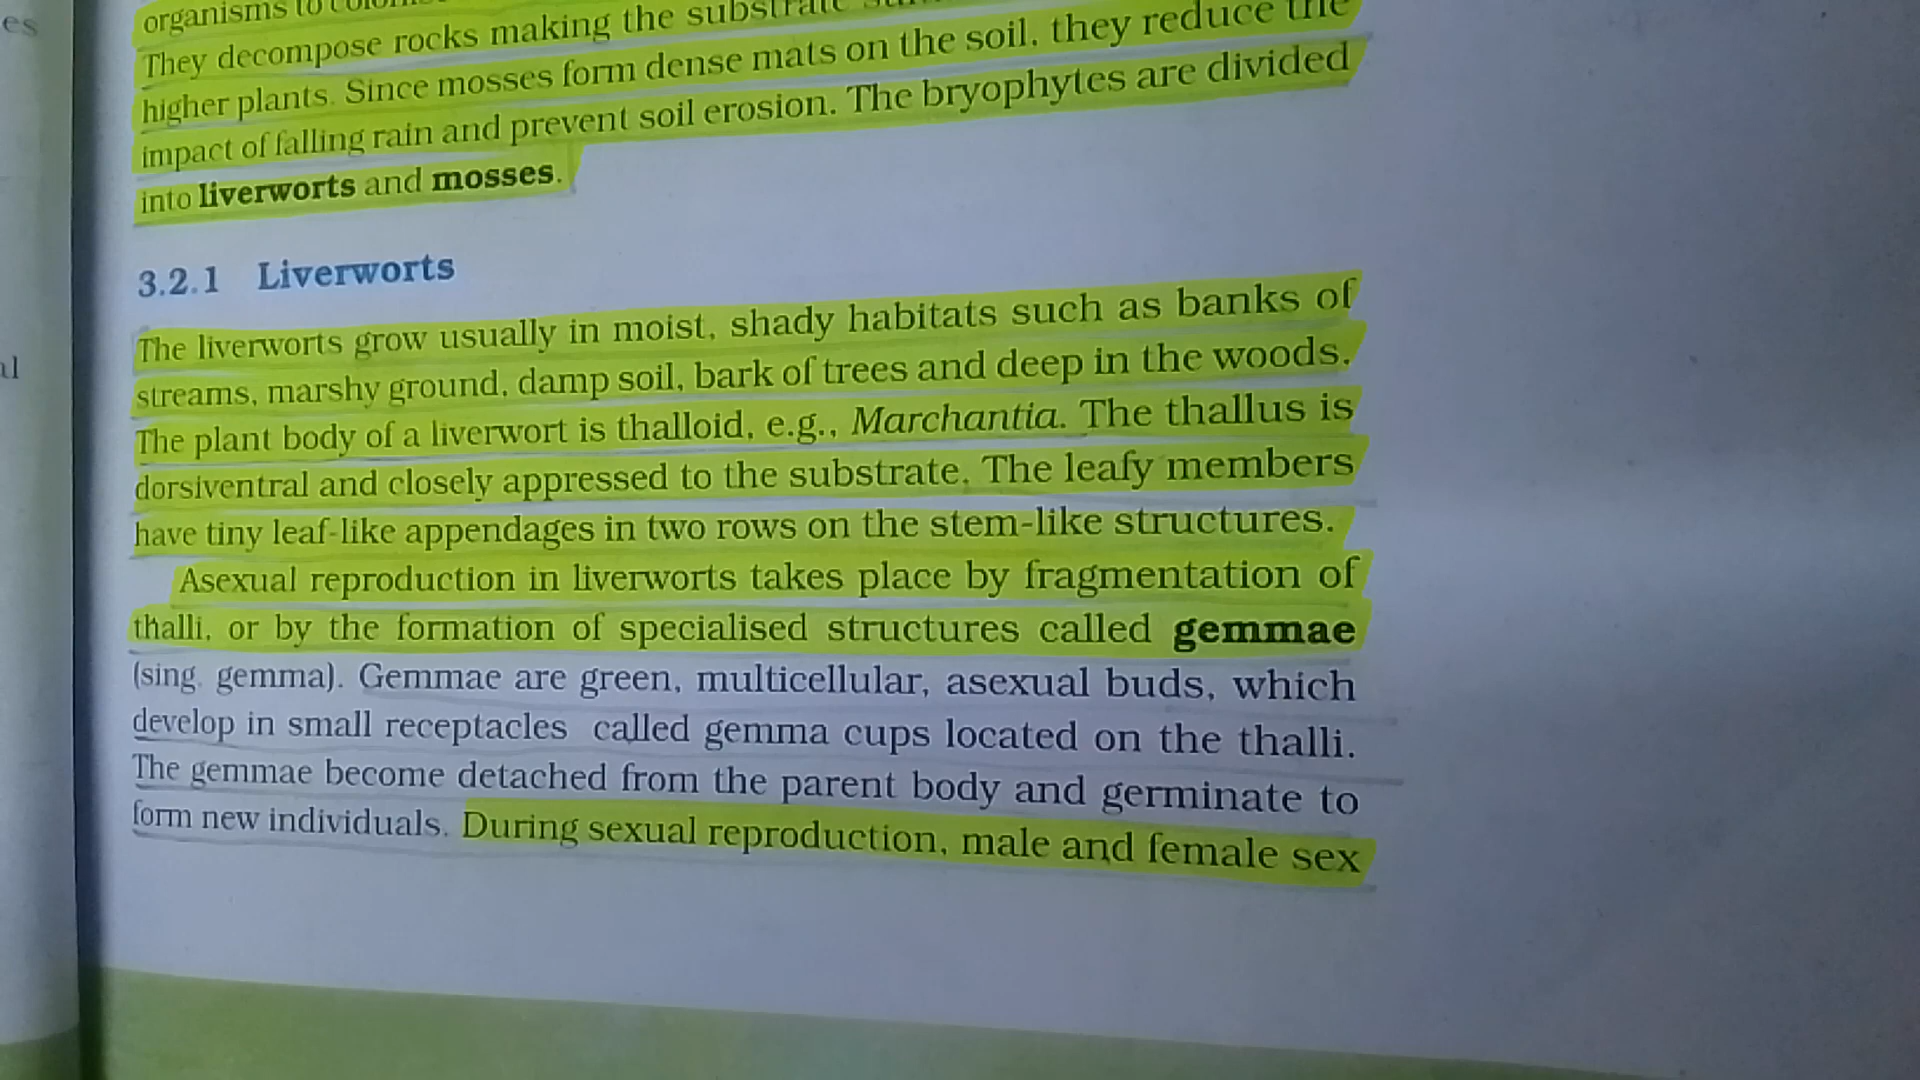 es
organisms to
They decompose rocks making the substrate
higher plants. Since mosses form dense mats on the soil, they reduce the
impact of falling rain and prevent soil erosion. The bryophytes are divided
into liverworts and mosses.
3.2.1 Liverworts
The liverworts grow usually in moist, shady habitats such as banks of
streams, marshy ground, damp soil, bark of trees and deep in the woods.
The plant body of a liverwort is thalloid, e.g., Marchantia. The thallus is
dorsiventral and closely appressed to the substrate. The leafy members
have tiny leaf-like appendages in two rows on the stem-like structures.
Asexual reproduction in liverworts takes place by fragmentation of
thalli, or by the formation of specialised structures called gemmae
(sing. gemma). Gemmae are green, multicellular, asexual buds, which
develop in small receptacles called gemma cups located on the thalli.
The gemmae become detached from the parent body and germinate to
form new individuals. During sexual reproduction, male and female sex